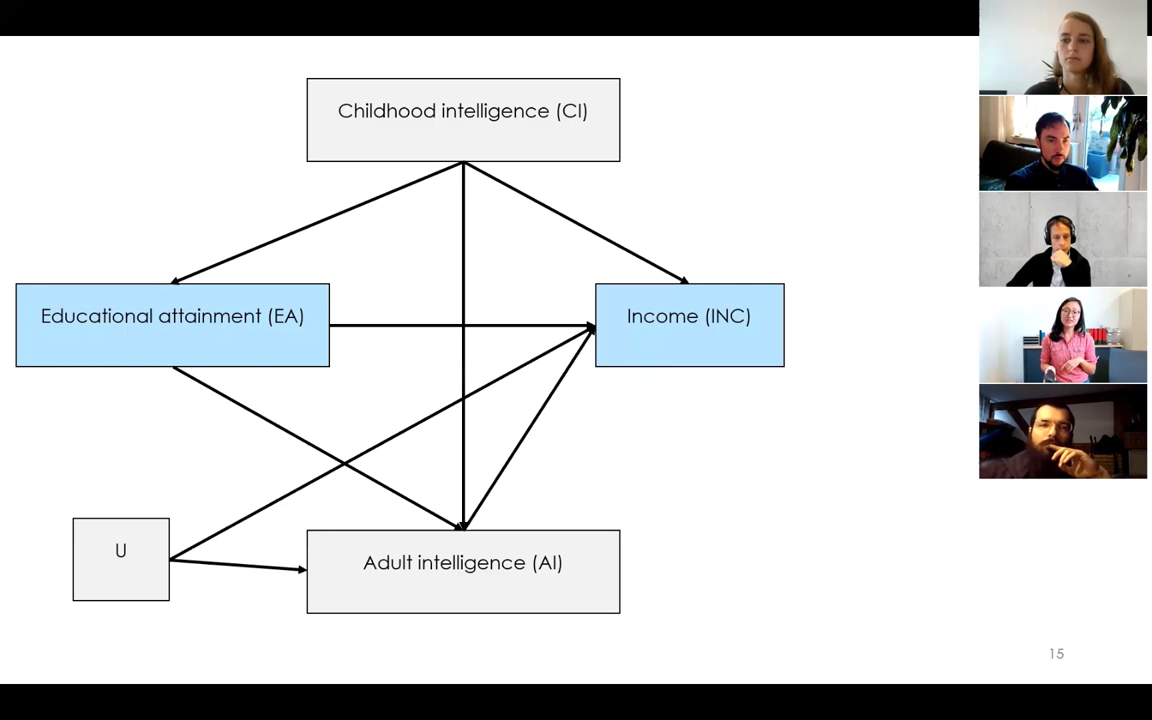 Childhood intelligence (CI)
Educational attainment (EA)
Income (INC)
U
Adult intelligence (AI)
15